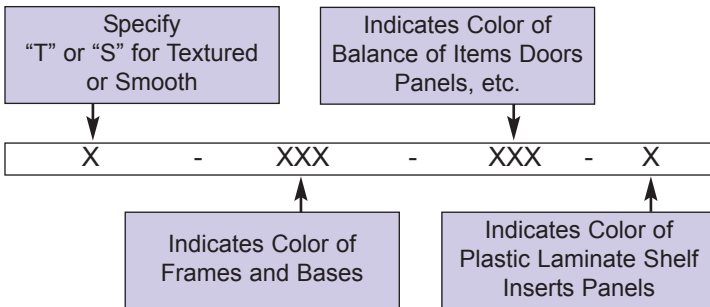 Specify
“T” or “S” for Textured
or Smooth
Indicates Color of
Balance of Items Doors
Panels, etc.
X - XXX - XXX - X
Indicates Color of
Frames and Bases
Indicates Color of
Plastic Laminate Shelf
Inserts Panels